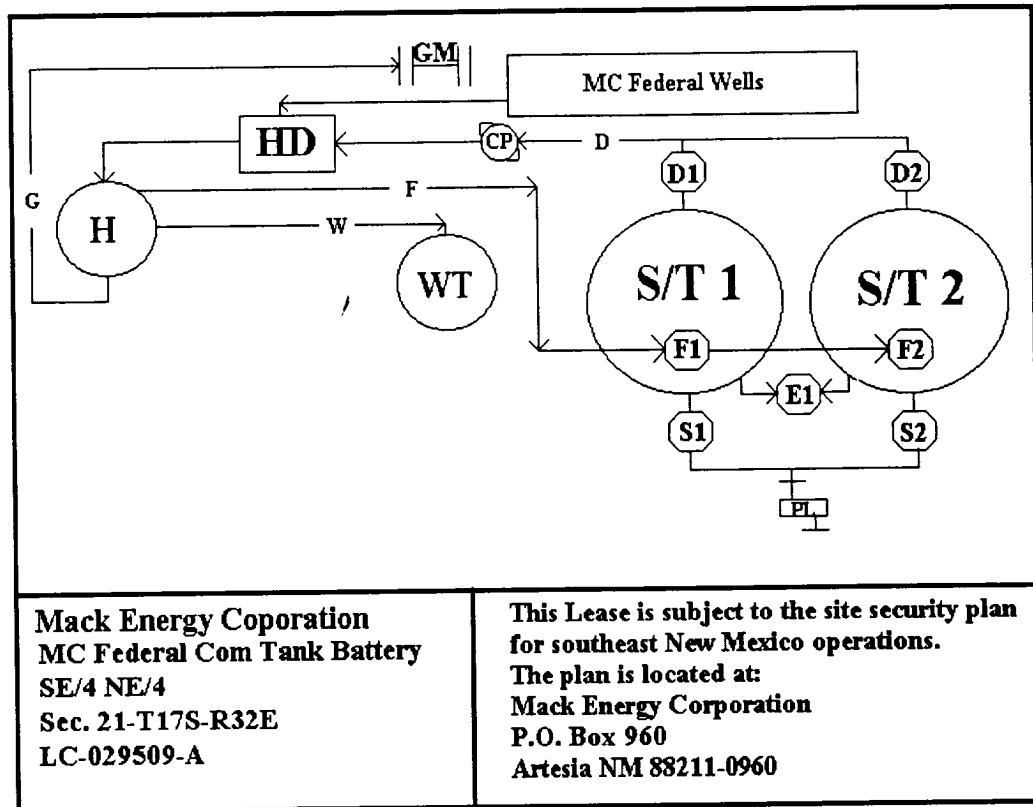 GM
MC Federal Wells
HD
CP
D
D1
D2
G
F
H
W
WT
S/T 1
S/T 2
F1
F2
E1
S1
S2
PL
Mack Energy Coporation
MC Federal Com Tank Battery
SE/4 NE/4
Sec. 21-T17S-R32E
LC-029509-A
This Lease is subject to the site security plan
for southeast New Mexico operations.
The plan is located at:
Mack Energy Corporation
P.O. Box 960
Artesia NM 88211-0960